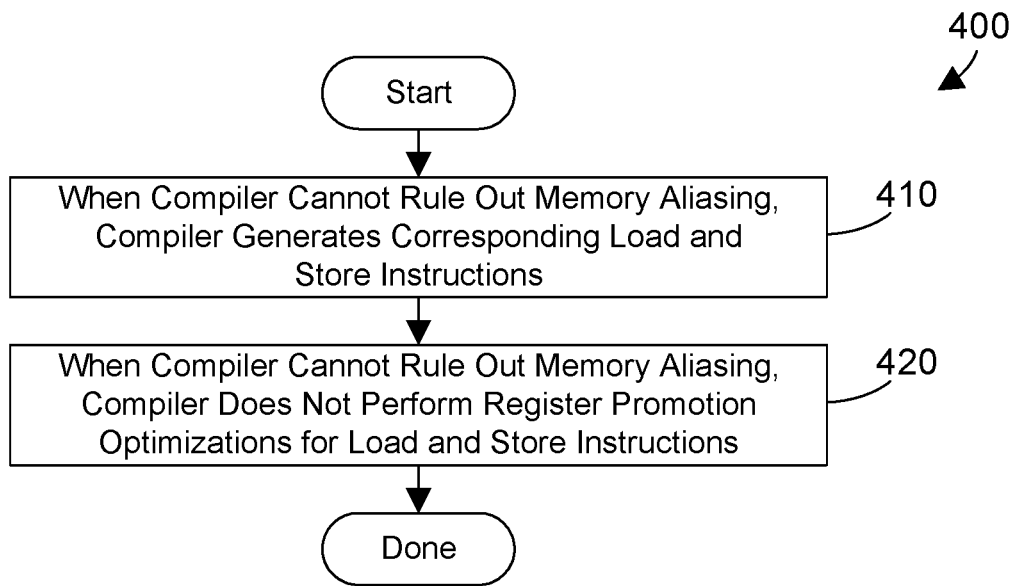 400
Start
When Compiler Cannot Rule Out Memory Aliasing,
Compiler Generates Corresponding Load and
Store Instructions
410
When Compiler Cannot Rule Out Memory Aliasing,
Compiler Does Not Perform Register Promotion
Optimizations for Load and Store Instructions
420
Done